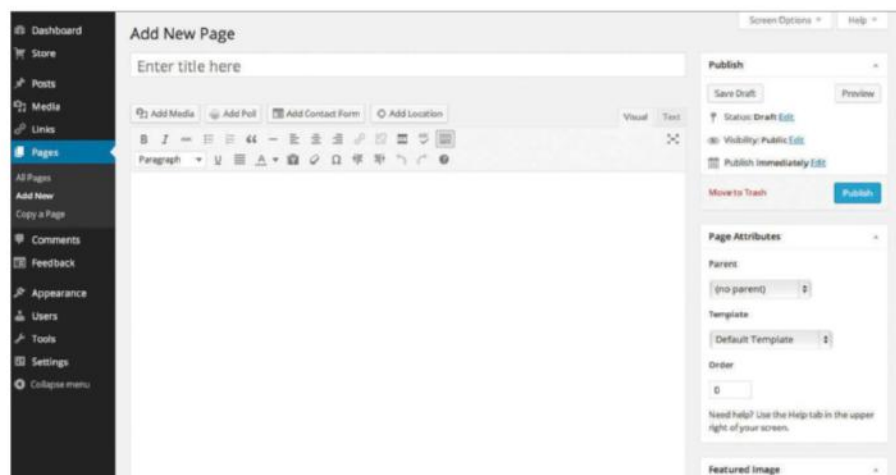 Dashboard
Store
Posts
Media
Links
Pages
All Pages
Add New
Copy a Page
Comments
Feedback
Appearance
Users
Tools
Settings
Collapse menu
Screen Options
Help
Add New Page
Enter title here
Add Media Add Poll Add Contact Form Add Location
Visual Text
B I
Paragraph U A Ω
Publish
Save Draft Preview
Status: Draft Edit
Visibility: Public Edit
Publish Immediately Edit
Move to Trash Publish
Page Attributes
Parent
(no parent)
Template
Default Template
Order
0
Need help? Use the Help tab in the upper
right of your screen.
Featured Image